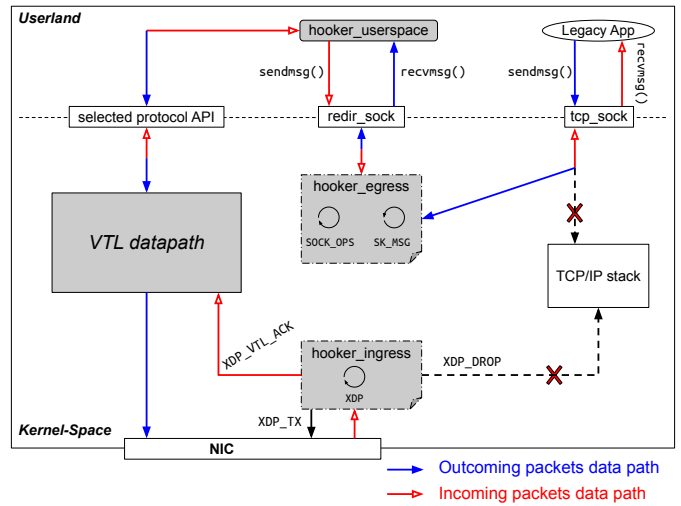 Userland
hooker_userspace
Legacy App
sendmsg()
recvmsg()
sendmsg()
recvmsg()
selected protocol API
redir_sock
tcp_sock
hooker_egress
SOCK_OPS
SK_MSG
VTL datapath
TCP/IP stack
XDP_VTL_ACK
hooker_ingress
XDP
XDP_DROP
XDP_TX
Kernel-Space
NIC
Outcoming packets data path
Incoming packets data path